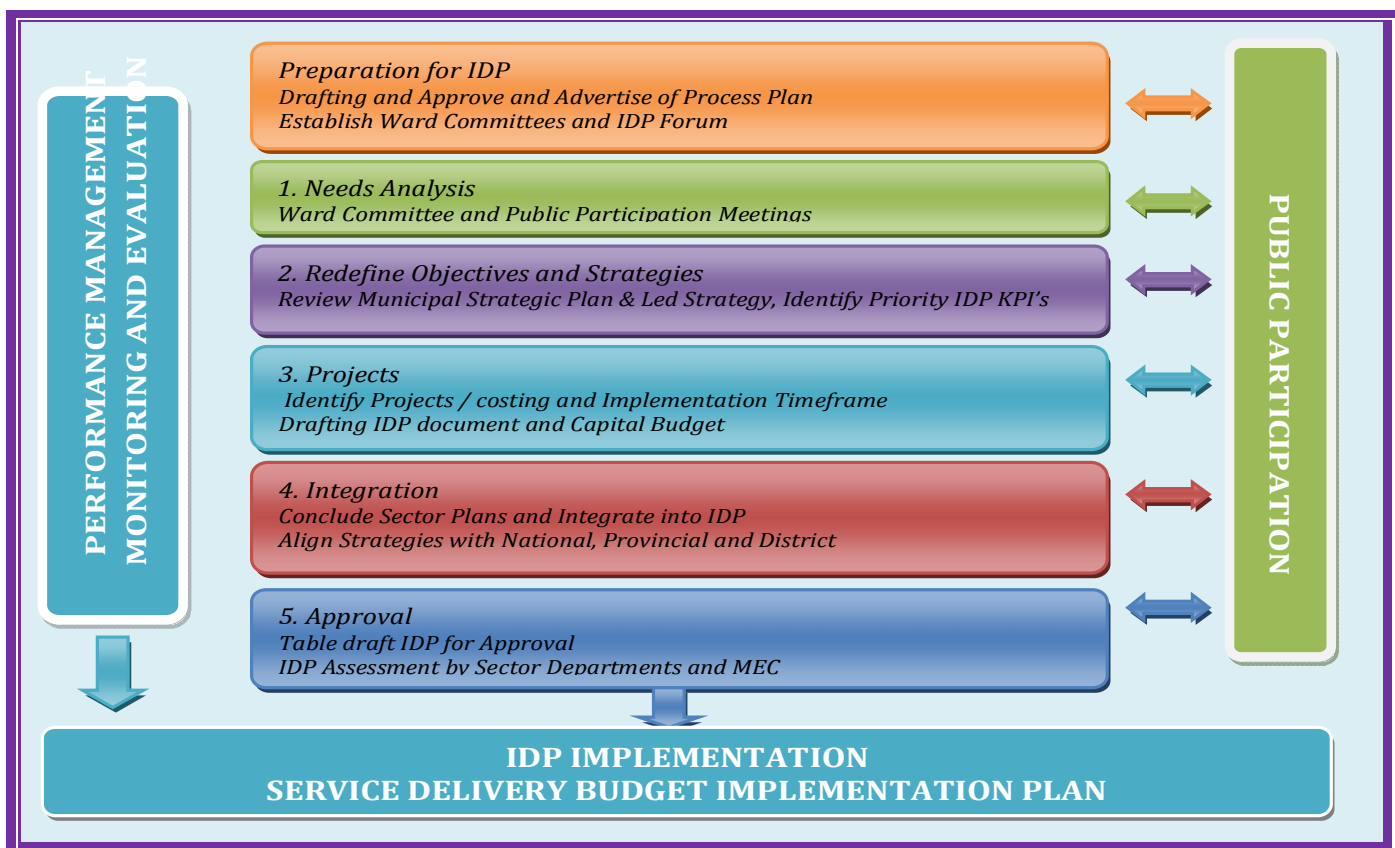 PERFORMANCE MANAGEMENT
MONITORING AND EVALUATION
Preparation for IDP
Drafting and Approve and Advertise of Process Plan
Establish Ward Committees and IDP Forum
1. Needs Analysis
Ward Committee and Public Participation Meetings
2. Redefine Objectives and Strategies
Review Municipal Strategic Plan & Led Strategy, Identify Priority IDP KPI's
3. Projects
Identify Projects / costing and Implementation Timeframe
Drafting IDP document and Capital Budget
4. Integration
Conclude Sector Plans and Integrate into IDP
Align Strategies with National, Provincial and District
5. Approval
Table draft IDP for Approval
IDP Assessment by Sector Departments and MEC
PUBLIC PARTICIPATION
IDP IMPLEMENTATION
SERVICE DELIVERY BUDGET IMPLEMENTATION PLAN